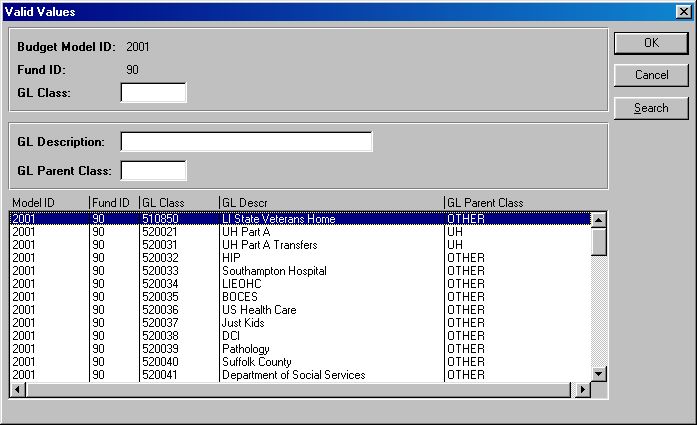 Valid Values
Budget Model ID: 2001
Fund ID: 90
GL Class:
OK
Cancel
Search
GL Description:
GL Parent Class:
Model ID Fund ID GL Class GL Descr GL Parent Class
2001 90 510850 LI State Veterans Home OTHER
2001 90 520021 UH Part A UH
2001 90 520031 UH Part A Transfers UH
2001 90 520032 HIP OTHER
2001 90 520033 Southampton Hospital OTHER
2001 90 520034 LIEOHC OTHER
2001 90 520035 BOCES OTHER
2001 90 520036 US Health Care OTHER
2001 90 520037 Just Kids OTHER
2001 90 520038 DCI OTHER
2001 90 520039 Pathology OTHER
2001 90 520040 Suffolk County OTHER
2001 90 520041 Department of Social Services OTHER